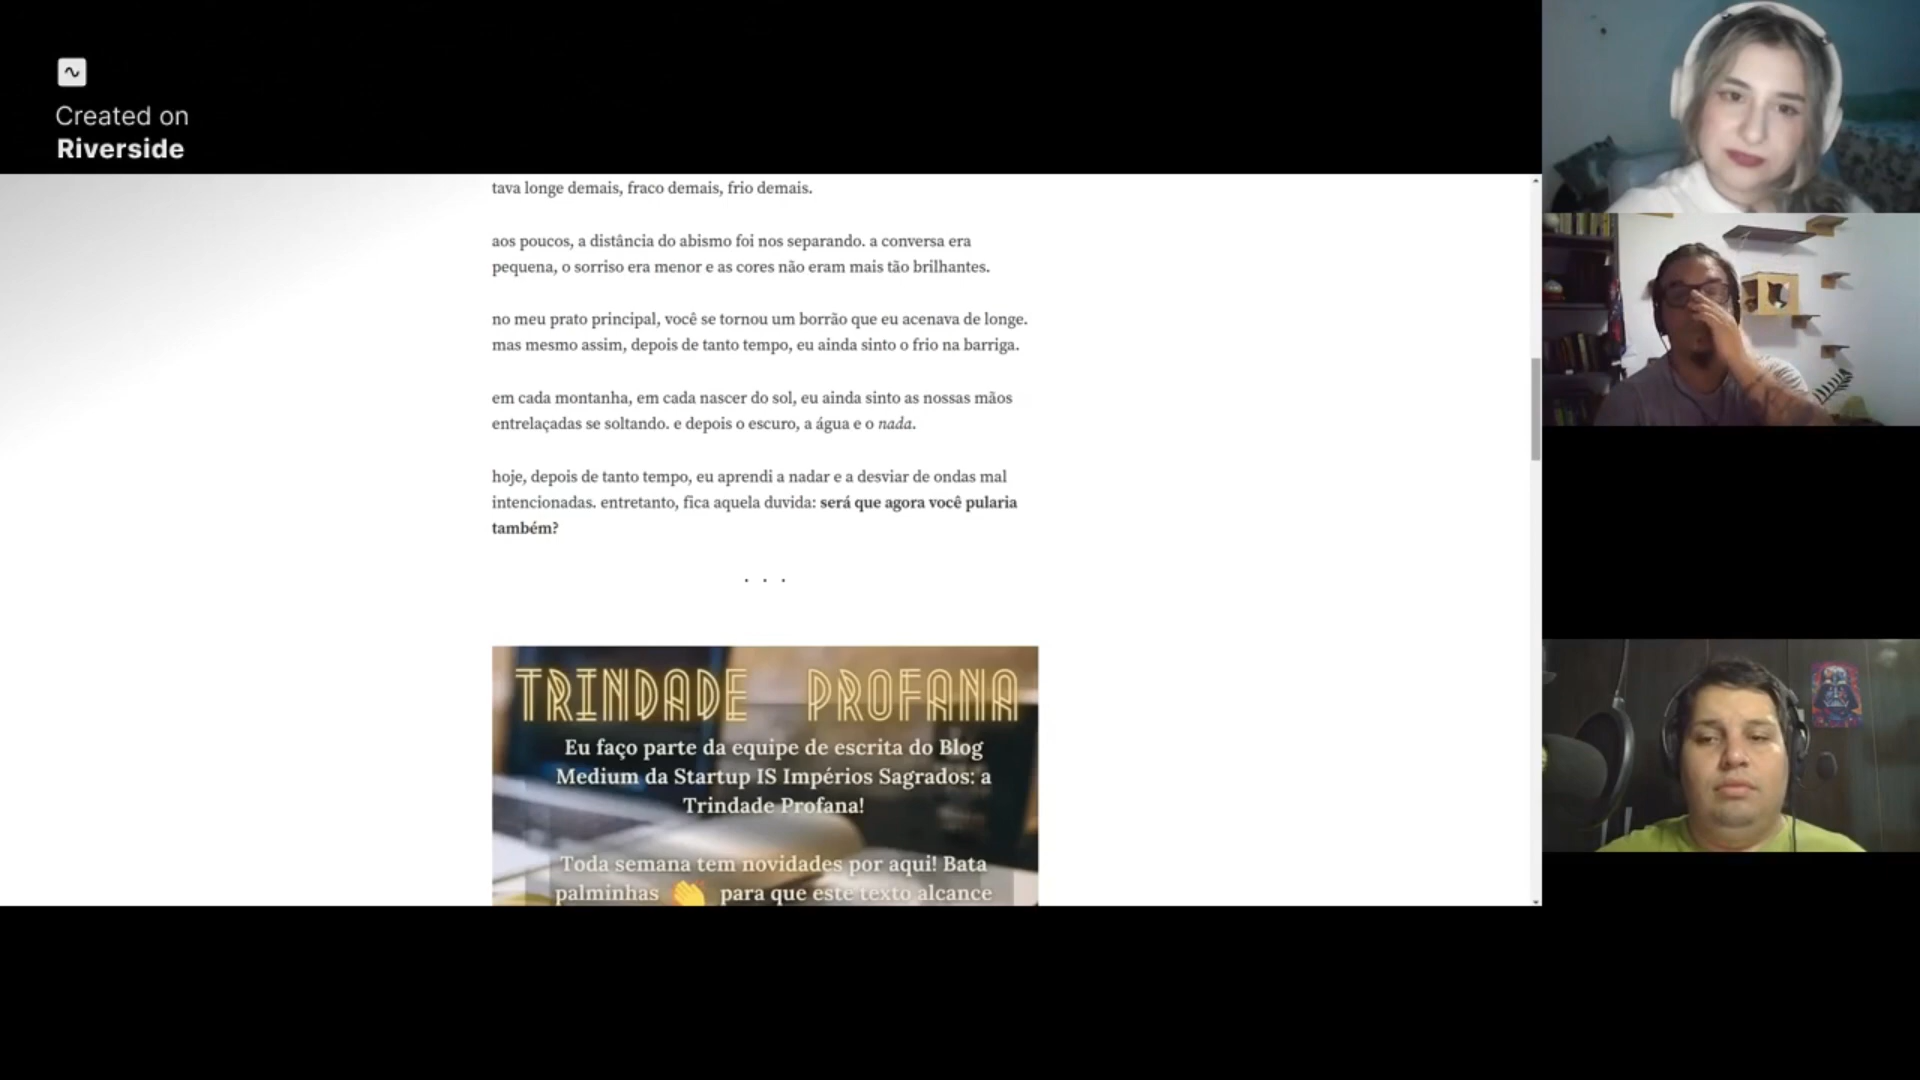 Created on
Riverside
tava longe demais, fraco demais, frio demais.
aos poucos, a distância do abismo foi nos separando. a conversa era
pequena, o sorriso era menor e as cores não eram mais tão brilhantes.
no meu prato principal, você se tornou um borrão que eu acenava de longe.
mas mesmo assim, depois de tanto tempo, eu ainda sinto o frio na barriga.
em cada montanha, em cada nascer do sol, eu ainda sinto as nossas mãos
entrelaçadas se soltando. e depois o escuro, a água e o nada.
hoje, depois de tanto tempo, eu aprendi a nadar e a desviar de ondas mal
intencionadas. entretanto, fica aquela duvida: será que agora você pularia
também?
. . .
TRINDADE PROFANA
Eu faço parte da equipe de escrita do Blog
Medium da Startup IS Impérios Sagrados: a
Trindade Profana!
Toda semana tem novidades por aqui! Bata
palminhas 👏 para que este texto alcance